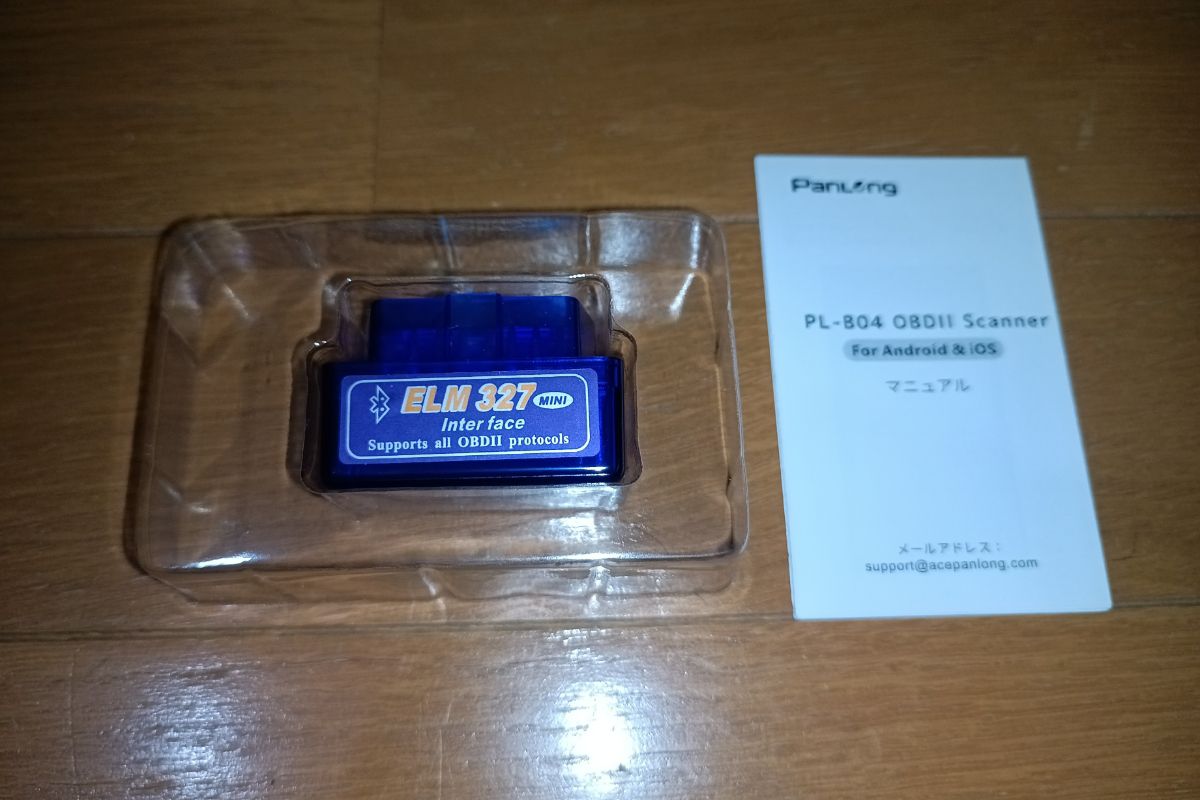 ELM 327 MINI
Inter face
Supports all OBDII protocols
PanLong
PL-B04 OBDII Scanner
For Android & iOS
マニュアル
メールアドレス：
support@acepanlong.com